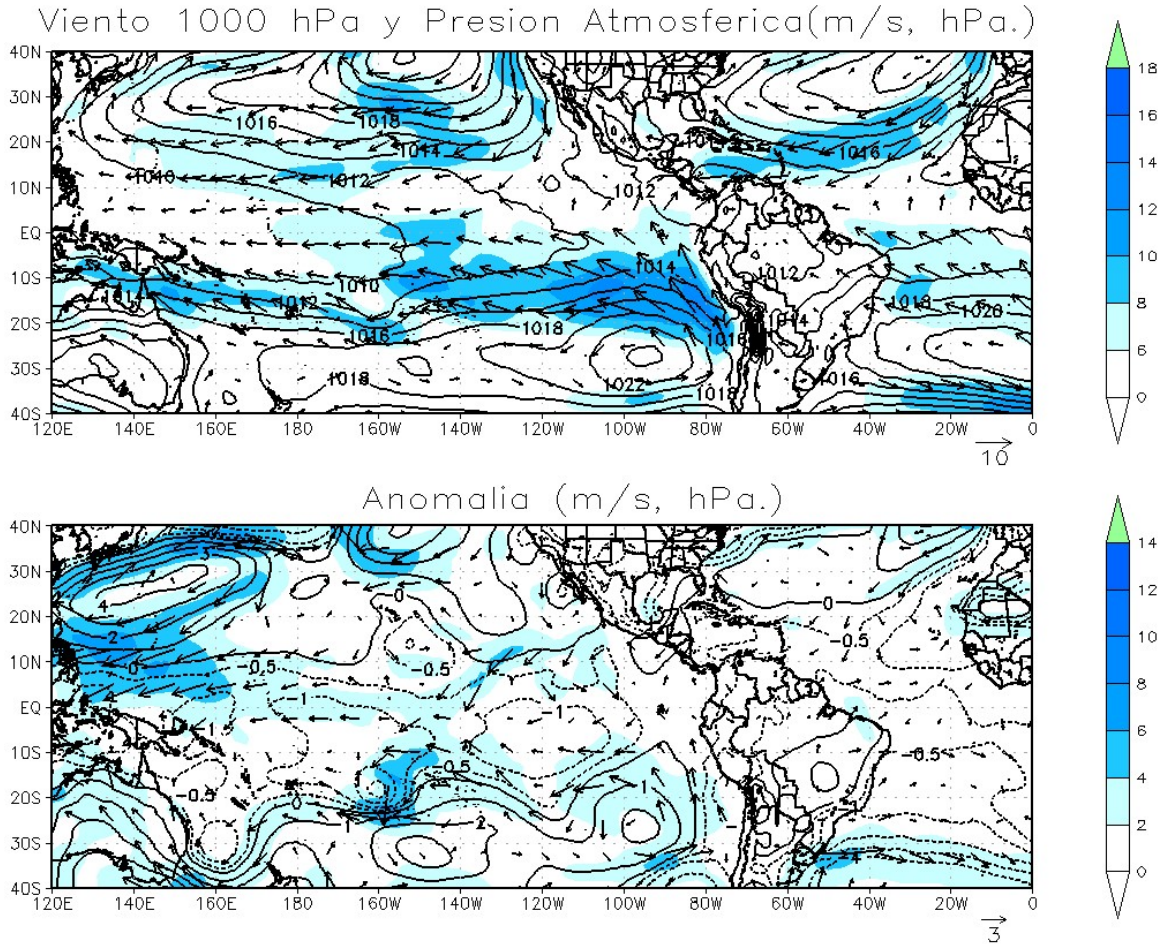 Viento 1000 hPa y Presion Atmosferica(m/s, hPa.)
40N
30N
20N
10N
EQ
10S
20S
30S
40S
1016 1018 1014 1010 1012
1012 1016
1014 1010 1012 1016 1018 1014 1012 1018 1020
1018 1022 1018 1016
120E 140E 160E 180 160W 140W 120W 100W 80W 60W 40W 20W 0
10
18
16
14
12
10
8
6
0
Anomalia (m/s, hPa.)
40N
30N
20N
10N
EQ
10S
20S
30S
40S
4 2 0 -0.5 0 -0.5 0 -0.5
-1 -1 -0.5 -0.5 -0.5
0 1 2 1
120E 140E 160E 180 160W 140W 120W 100W 80W 60W 40W 20W 0
3
14
12
10
8
6
4
2
0